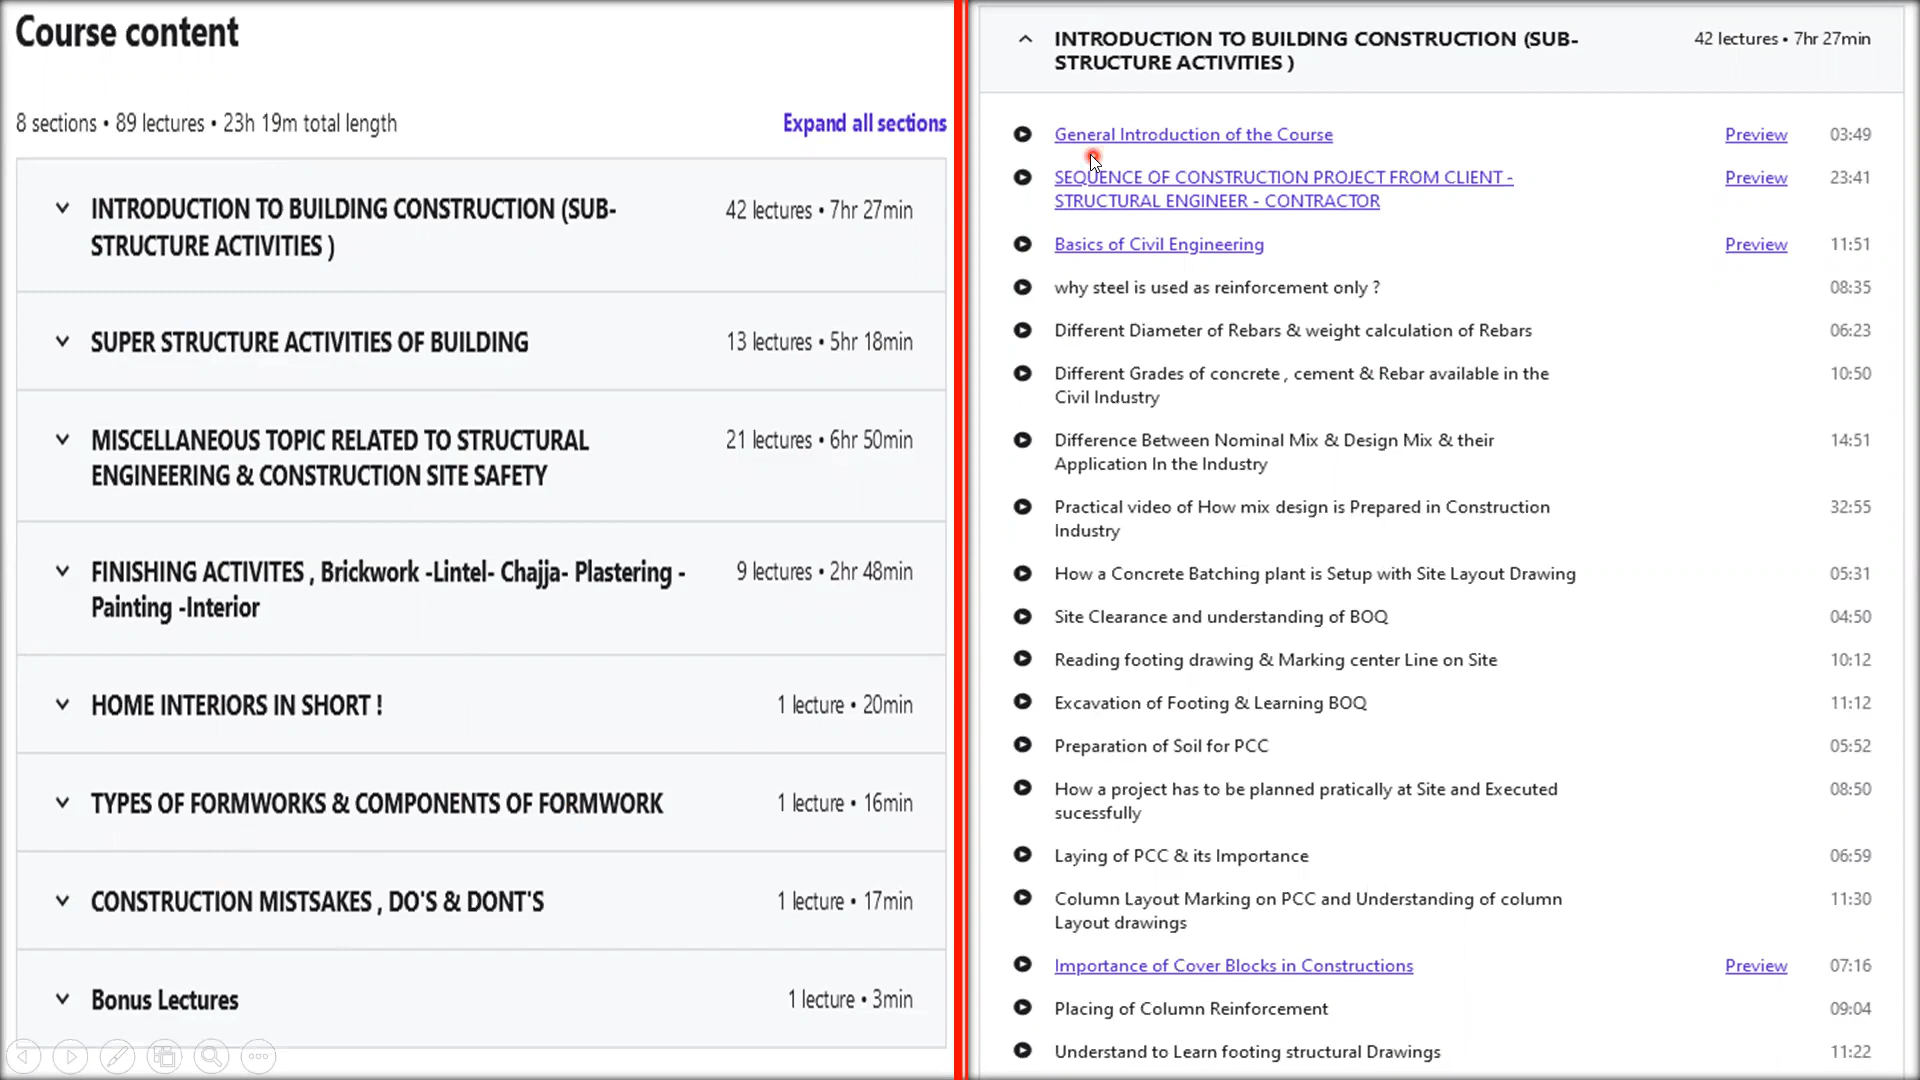 Course content
8 sections • 89 lectures • 23h 19m total length
Expand all sections
INTRODUCTION TO BUILDING CONSTRUCTION (SUB-
STRUCTURE ACTIVITIES )
42 lectures • 7hr 27min
SUPER STRUCTURE ACTIVITIES OF BUILDING
13 lectures • 5hr 18min
MISCELLANEOUS TOPIC RELATED TO STRUCTURAL
ENGINEERING & CONSTRUCTION SITE SAFETY
21 lectures • 6hr 50min
FINISHING ACTIVITES , Brickwork -Lintel- Chajja- Plastering -
Painting -Interior
9 lectures • 2hr 48min
HOME INTERIORS IN SHORT !
1 lecture • 20min
TYPES OF FORMWORKS & COMPONENTS OF FORMWORK
1 lecture • 16min
CONSTRUCTION MISTSAKES , DO'S & DONT'S
1 lecture • 17min
Bonus Lectures
1 lecture • 3min
INTRODUCTION TO BUILDING CONSTRUCTION (SUB-
STRUCTURE ACTIVITIES )
42 lectures • 7hr 27min
General Introduction of the Course Preview 03:49
SEQUENCE OF CONSTRUCTION PROJECT FROM CLIENT - Preview 23:41
STRUCTURAL ENGINEER - CONTRACTOR
Basics of Civil Engineering Preview 11:51
why steel is used as reinforcement only ? 08:35
Different Diameter of Rebars & weight calculation of Rebars 06:23
Different Grades of concrete , cement & Rebar available in the 10:50
Civil Industry
Difference Between Nominal Mix & Design Mix & their 14:51
Application In the Industry
Practical video of How mix design is Prepared in Construction 32:55
Industry
How a Concrete Batching plant is Setup with Site Layout Drawing 05:31
Site Clearance and understanding of BOQ 04:50
Reading footing drawing & Marking center Line on Site 10:12
Excavation of Footing & Learning BOQ 11:12
Preparation of Soil for PCC 05:52
How a project has to be planned pratically at Site and Executed 08:50
sucessfully
Laying of PCC & its Importance 06:59
Column Layout Marking on PCC and Understanding of column 11:30
Layout drawings
Importance of Cover Blocks in Constructions Preview 07:16
Placing of Column Reinforcement 09:04
Understand to Learn footing structural Drawings 11:22